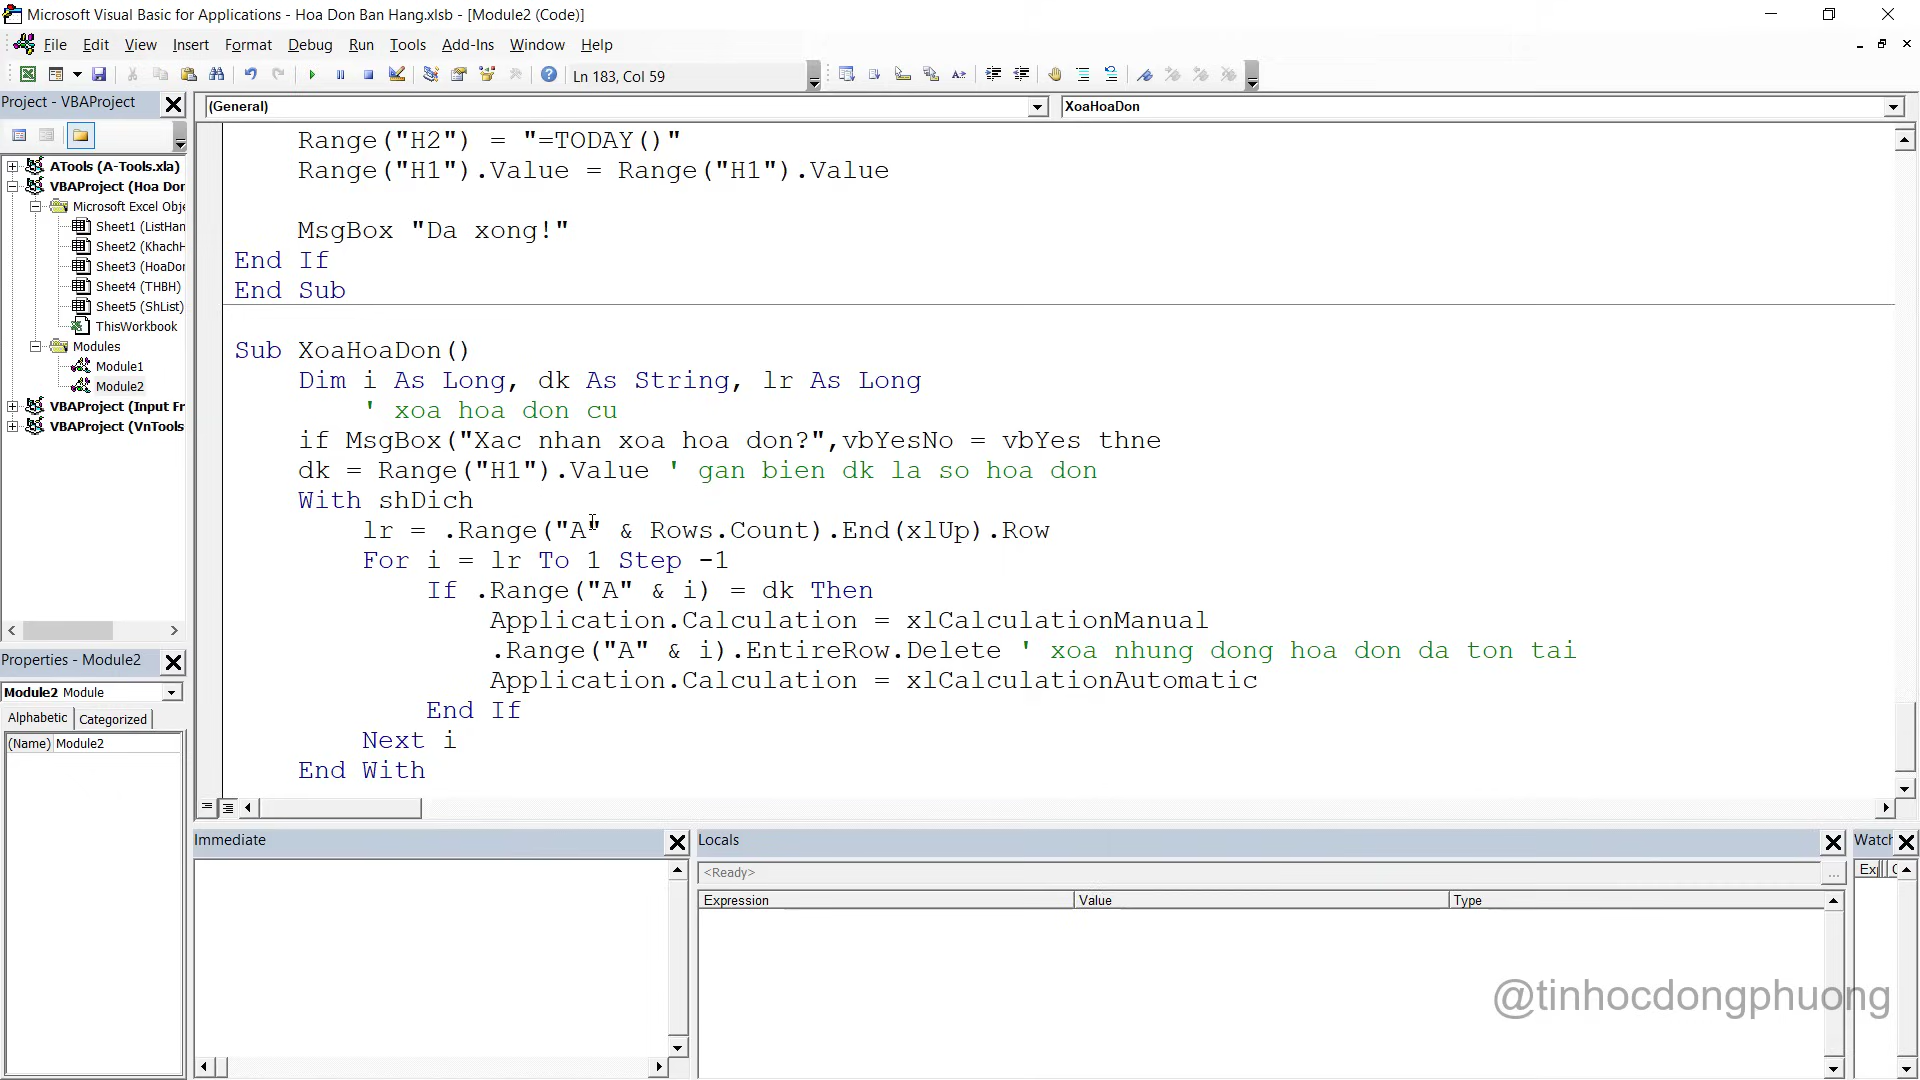 Microsoft Visual Basic for Applications - Hoa Don Ban Hang.xlsb - [Module2 (Code)]
File Edit View Insert Format Debug Run Tools Add-Ins Window Help
Ln 183, Col 59
Project - VBAProject
(General)
XoaHoaDon
ATools (A-Tools.xla)
VBAProject (Hoa Don
Microsoft Excel Obje
Sheet1 (ListHan
Sheet2 (KhachH
Sheet3 (HoaDon
Sheet4 (THBH)
Sheet5 (ShList)
ThisWorkbook
Modules
Module1
Module2
VBAProject (Input Fr
VBAProject (VnTools
Properties - Module2
Module2 Module
Alphabetic Categorized
(Name) Module2
Range("H2") = "=TODAY()"
Range("H1").Value = Range("H1").Value
MsgBox "Da xong!"
End If
End Sub
Sub XoaHoaDon()
Dim i As Long, dk As String, lr As Long
' xoa hoa don cu
if MsgBox("Xac nhan xoa hoa don?",vbYesNo = vbYes thne
dk = Range("H1").Value ' gan bien dk la so hoa don
With shDich
lr = .Range("A" & Rows.Count).End(xlUp).Row
For i = lr To 1 Step -1
If .Range("A" & i) = dk Then
Application.Calculation = xlCalculationManual
.Range("A" & i).EntireRow.Delete ' xoa nhung dong hoa don da ton tai
Application.Calculation = xlCalculationAutomatic
End If
Next i
End With
Immediate
Locals
<Ready>
...
Expression Value Type
Watch
Ex
@tinhocdongphuong